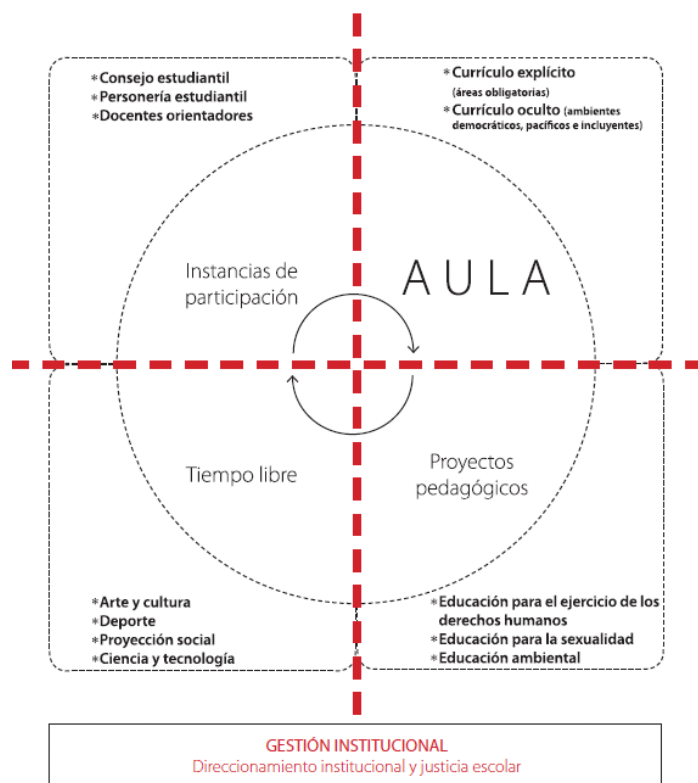 *Consejo estudiantil
*Personería estudiantil
*Docentes orientadores
*Currículo explícito
(áreas obligatorias)
*Currículo oculto (ambientes
democráticos, pacíficos e incluyentes)
Instancias de
participación
AULA
Tiempo libre
Proyectos
pedagógicos
*Arte y cultura
*Deporte
*Proyección social
*Ciencia y tecnología
*Educación para el ejercicio de los
derechos humanos
*Educación para la sexualidad
*Educación ambiental
GESTIÓN INSTITUCIONAL
Direccionamiento institucional y justicia escolar